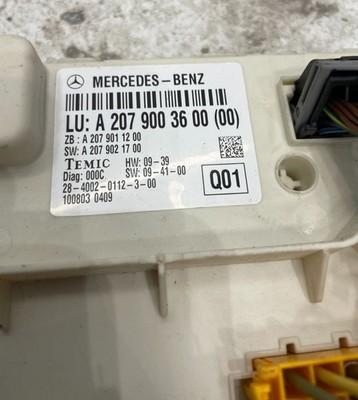 MERCEDES-BENZ
LU: A 207 900 36 00 (00)
ZB: A 207 901 12 00
SW: A 207 902 17 00
TEMIC HW: 09-39
Diag: 000C SW: 09-41-00
28-4002-0112-3-00
100803 0409
Q01